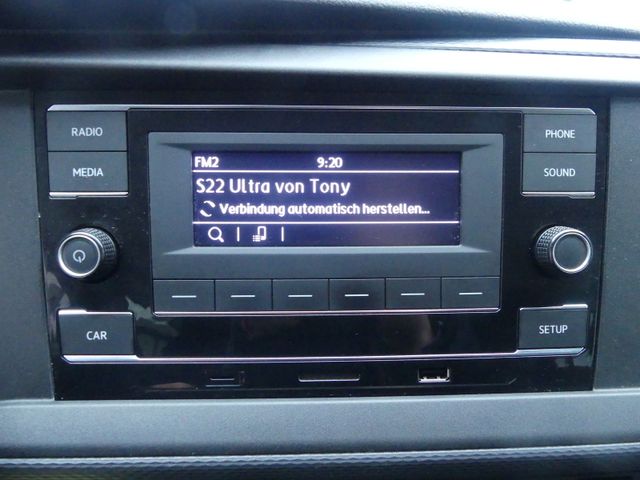 RADIO
MEDIA
FM2 9:20
S22 Ultra von Tony
Verbindung automatisch herstellen...
PHONE
SOUND
CAR
SETUP